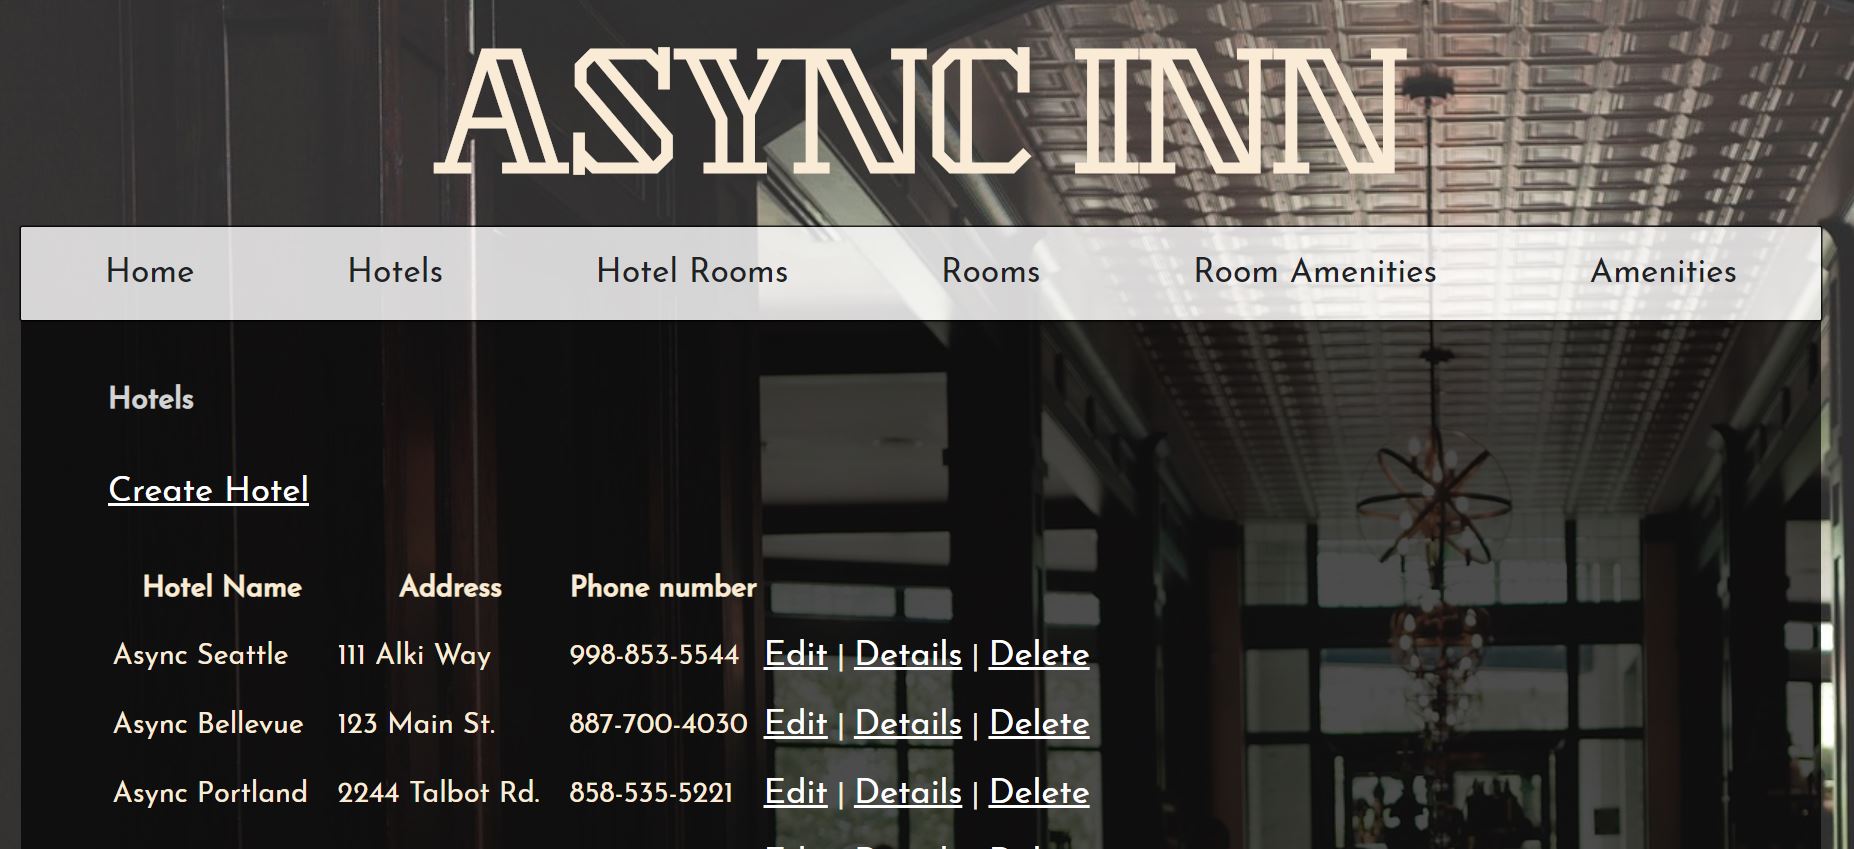 ASYNC INN
Home Hotels Hotel Rooms Rooms Room Amenities Amenities
Hotels
Create Hotel
Hotel Name Address Phone number
Async Seattle 111 Alki Way 998-853-5544 Edit | Details | Delete
Async Bellevue 123 Main St. 887-700-4030 Edit | Details | Delete
Async Portland 2244 Talbot Rd. 858-535-5221 Edit | Details | Delete